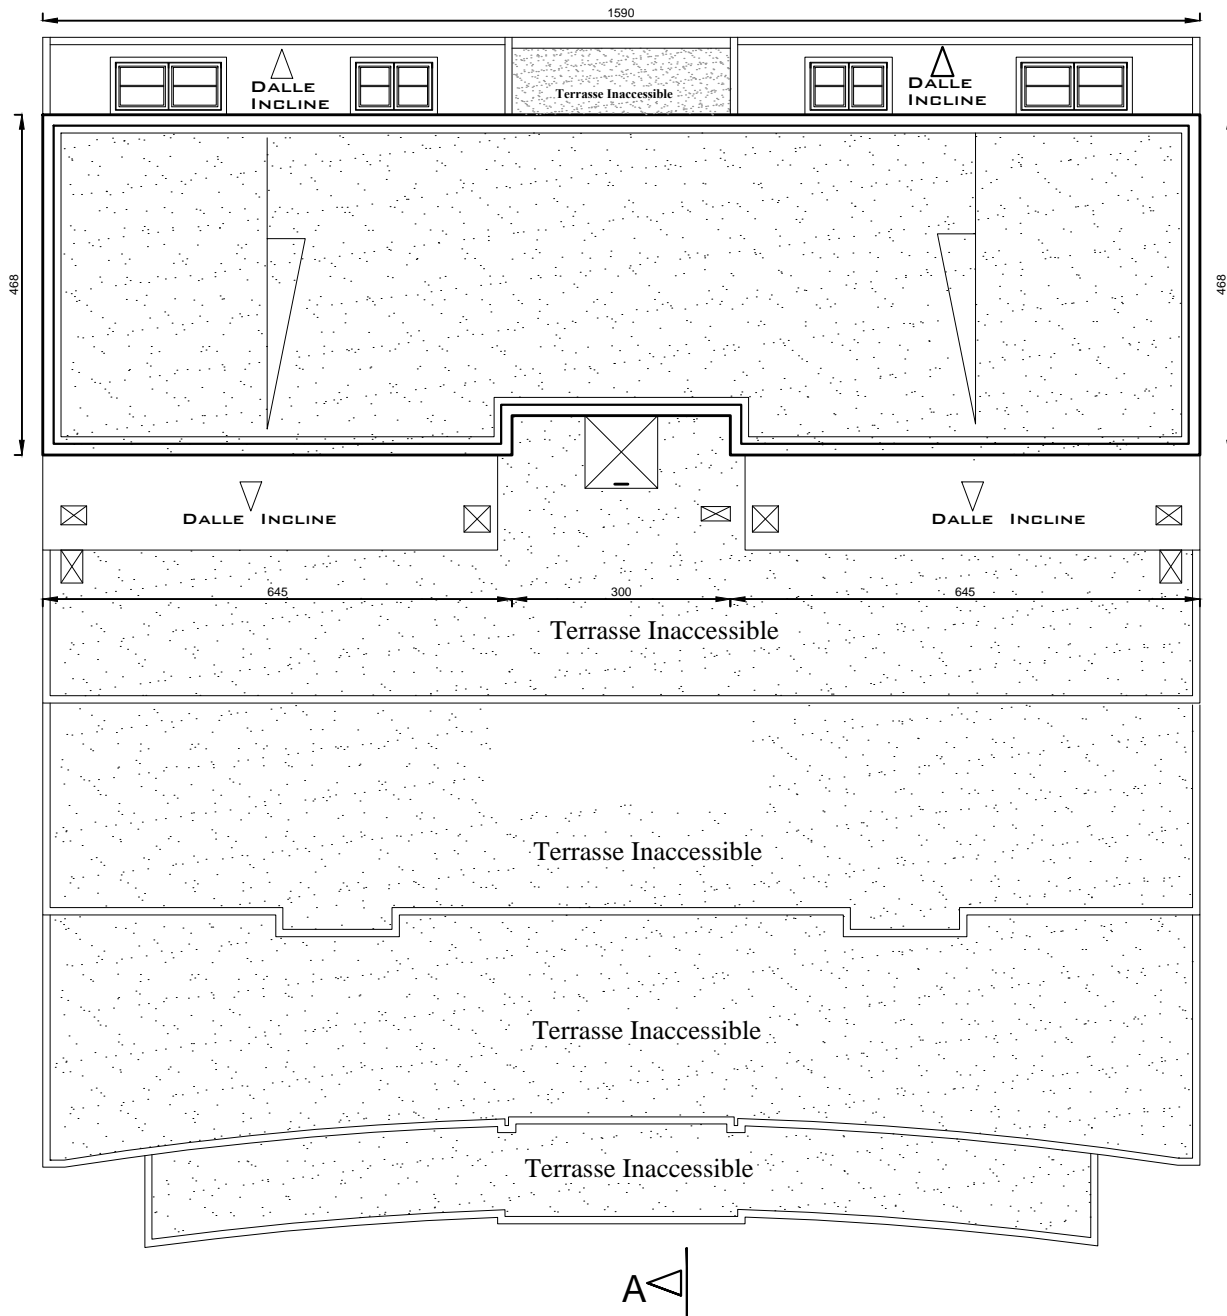 1590
DALLE
INCLINE
Terrasse Inaccessible
DALLE
INCLINE
468
468
DALLE INCLINE
DALLE INCLINE
645
300
645
Terrasse Inaccessible
Terrasse Inaccessible
Terrasse Inaccessible
Terrasse Inaccessible
A